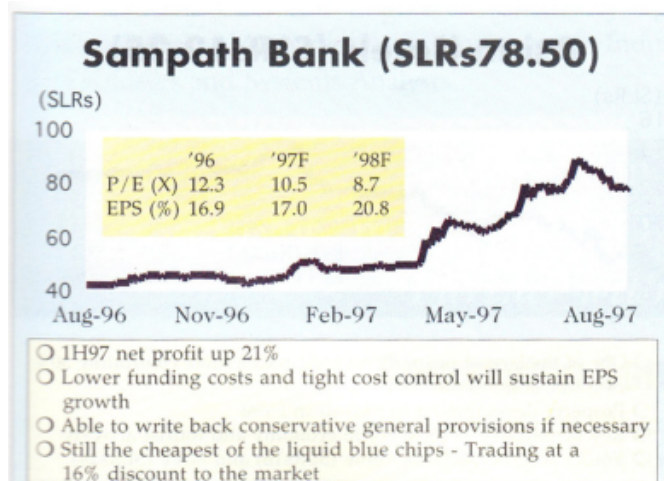 Sampath Bank (SLRs78.50)
(SLRs)
100
80
60
40
'96 '97F '98F
P/E (X) 12.3 10.5 8.7
EPS (%) 16.9 17.0 20.8
Aug-96 Nov-96 Feb-97 May-97 Aug-97
❍ 1H97 net profit up 21%
❍ Lower funding costs and tight cost control will sustain EPS
growth
❍ Able to write back conservative general provisions if necessary
❍ Still the cheapest of the liquid blue chips - Trading at a
16% discount to the market